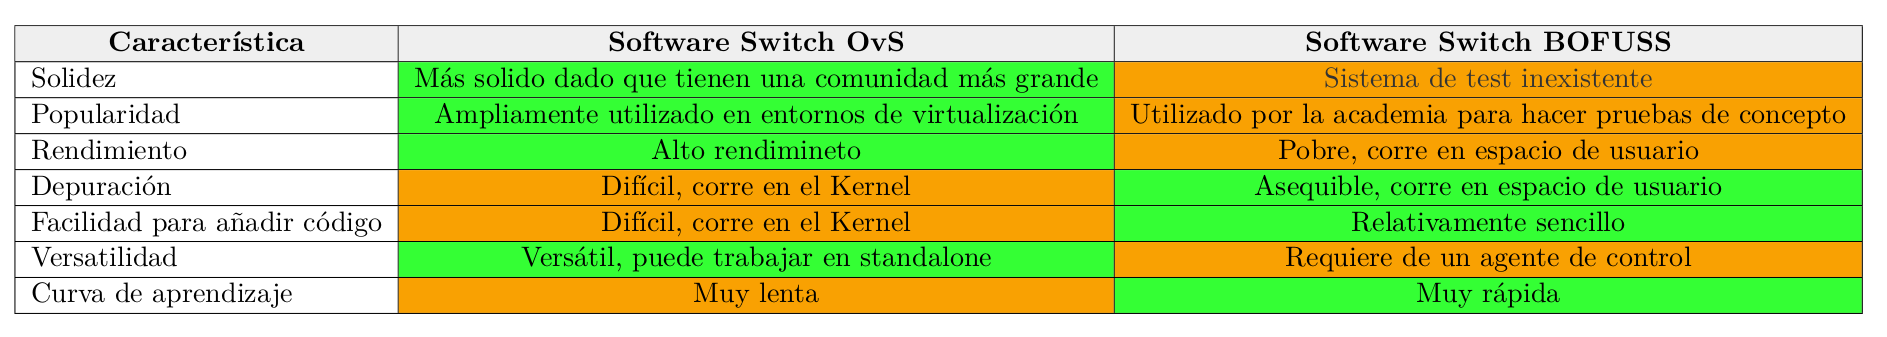 Característica Software Switch OvS Software Switch BOFUSS
Solidez Más solido dado que tienen una comunidad más grande Sistema de test inexistente
Popularidad Ampliamente utilizado en entornos de virtualización Utilizado por la academia para hacer pruebas de concepto
Rendimiento Alto rendimineto Pobre, corre en espacio de usuario
Depuración Difícil, corre en el Kernel Asequible, corre en espacio de usuario
Facilidad para añadir código Difícil, corre en el Kernel Relativamente sencillo
Versatilidad Versátil, puede trabajar en standalone Requiere de un agente de control
Curva de aprendizaje Muy lenta Muy rápida